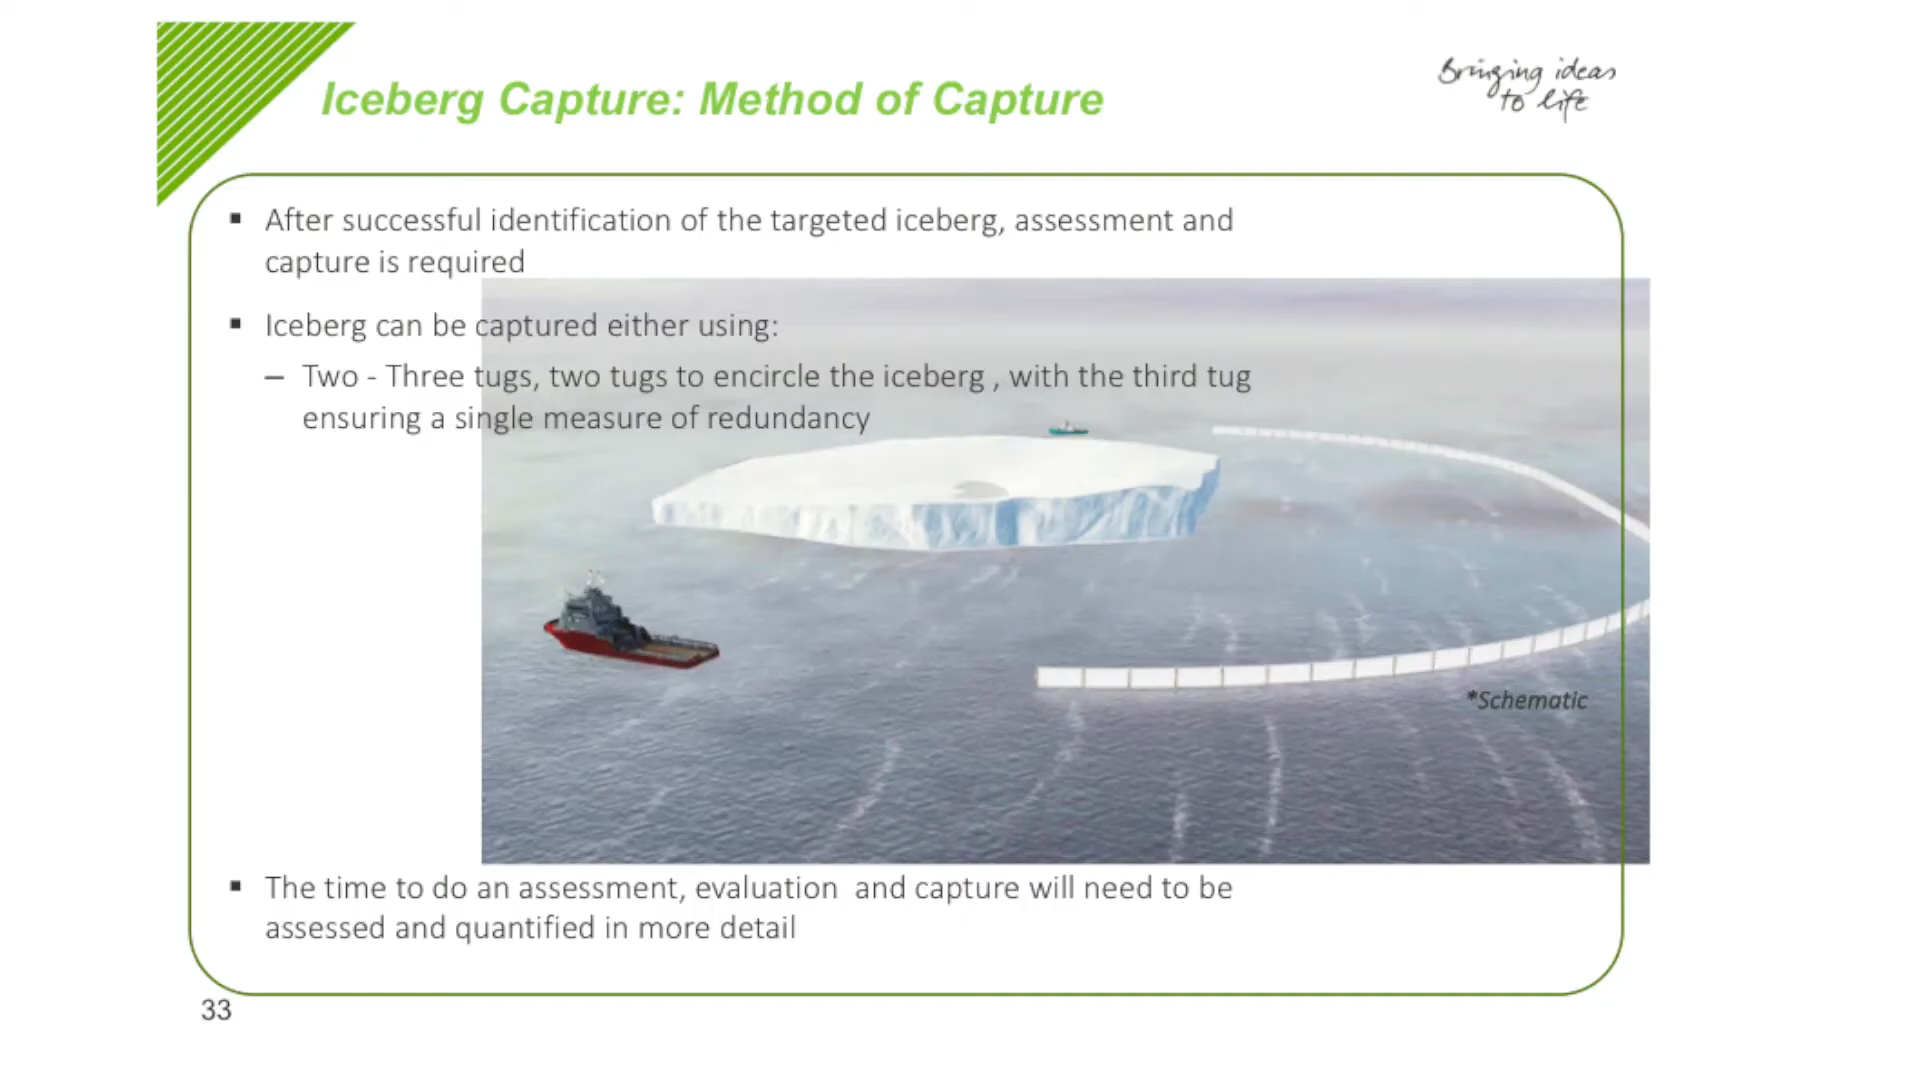 Iceberg Capture: Method of Capture
Bringing ideas
to life
▪ After successful identification of the targeted iceberg, assessment and
capture is required
▪ Iceberg can be captured either using:
– Two - Three tugs, two tugs to encircle the iceberg , with the third tug
ensuring a single measure of redundancy
*Schematic
▪ The time to do an assessment, evaluation  and capture will need to be
assessed and quantified in more detail
33